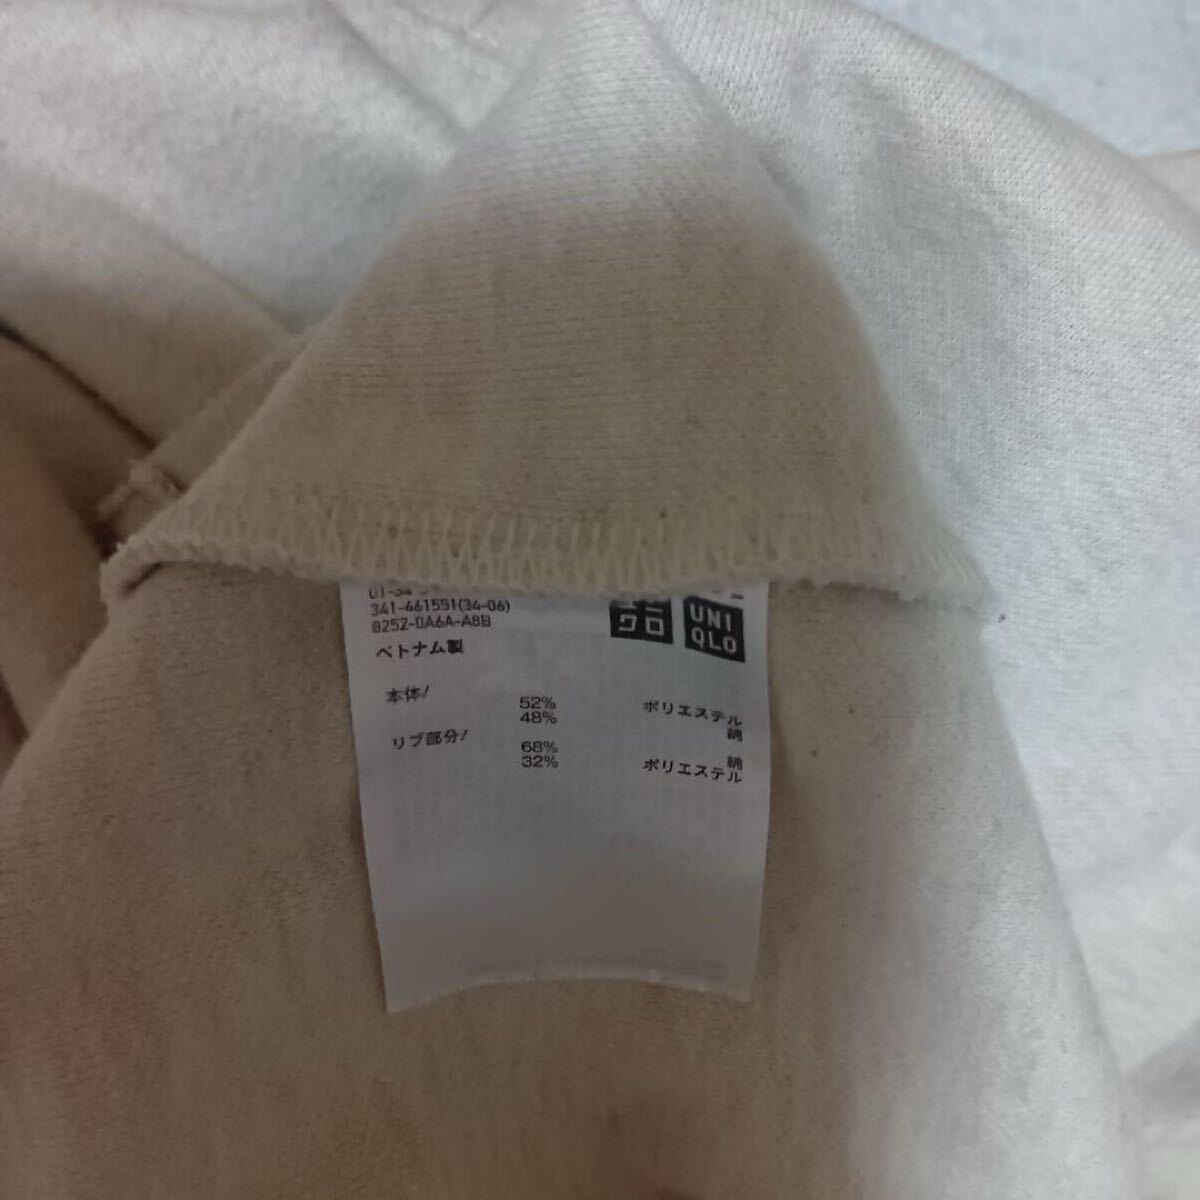 341-461551(34-06)
8252-0A6A-A8B
クロ
UNI
QLO
ベトナム製
本体/
52% ポリエステル
48% 綿
リブ部分/
68% 綿
32% ポリエステル